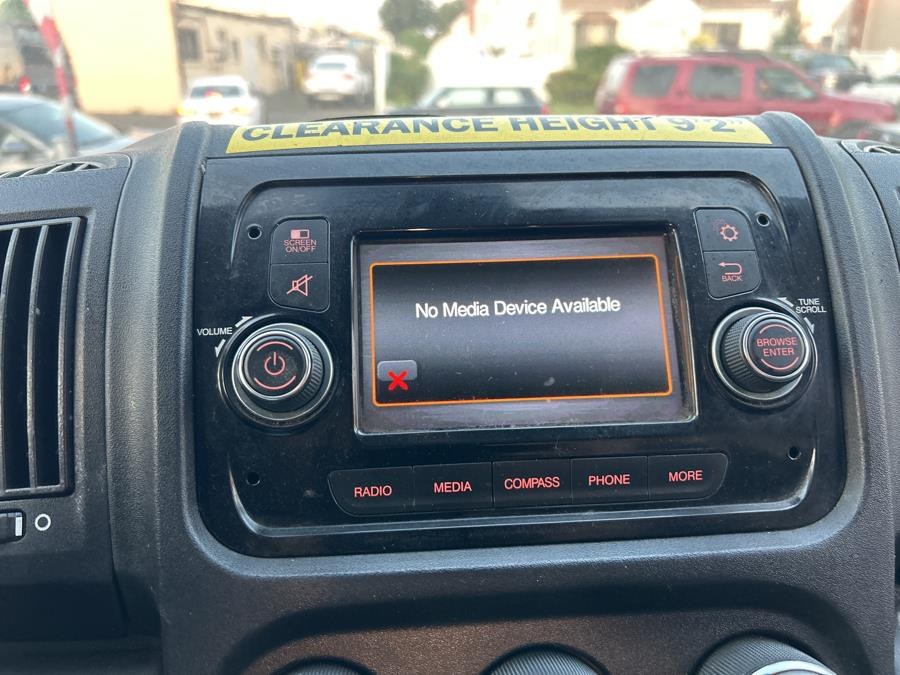 CLEARANCE HEIGHT 9'2"
SCREEN
ON/OFF
BACK
No Media Device Available
VOLUME
TUNE
SCROLL
BROWSE
ENTER
RADIO
MEDIA
COMPASS
PHONE
MORE